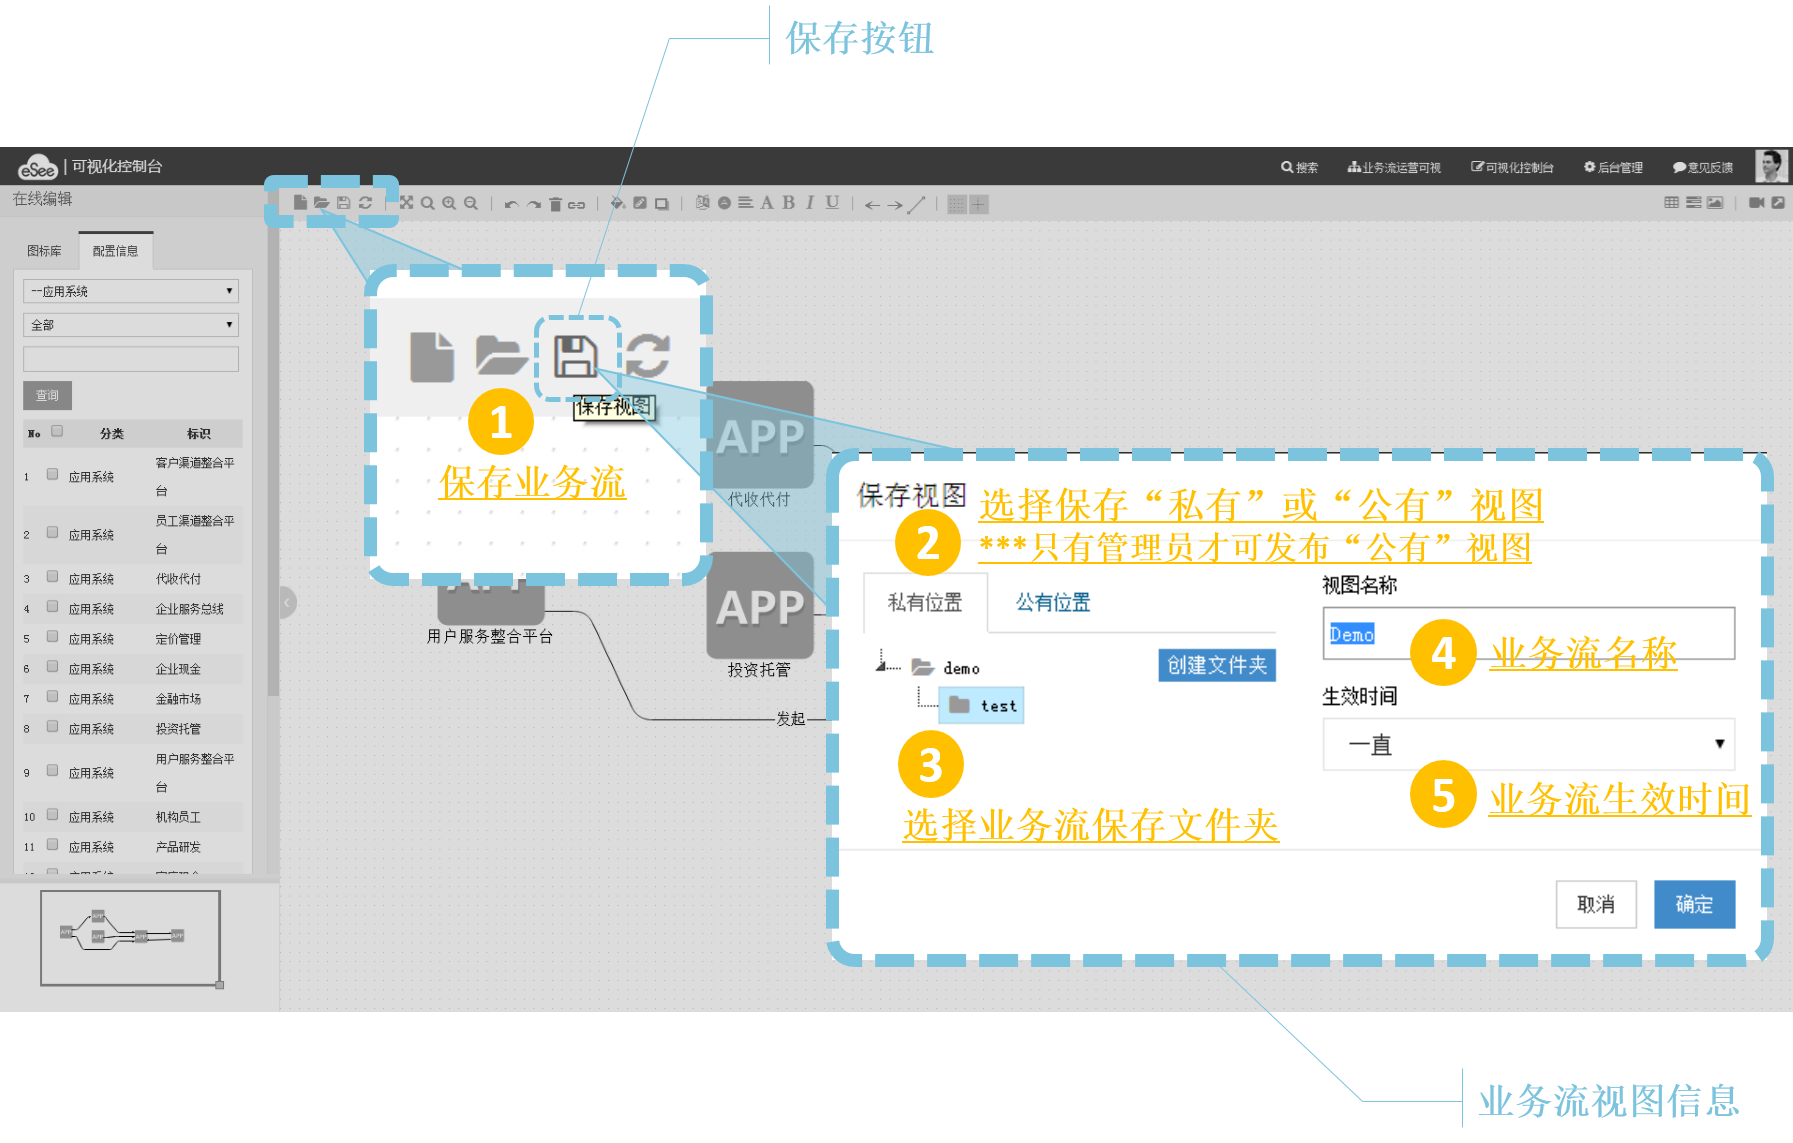 保存按钮
eSee | 可视化控制台
搜索
业务流运营可视
可视化控制台
后台管理
意见反馈
在线编辑
A B I U
图标库
配置信息
--应用系统
全部
查询
No 分类 标识
1 应用系统 客户渠道整合平
台
2 应用系统 员工渠道整合平
台
3 应用系统 代收代付
4 应用系统 企业服务总线
5 应用系统 定价管理
6 应用系统 企业现金
7 应用系统 金融市场
8 应用系统 投资托管
9 应用系统 用户服务整合平
台
10 应用系统 机构员工
11 应用系统 产品研发
保存视图
1
保存业务流
APP
代收代付
APP
投资托管
用户服务整合平台
发起
保存视图
2
选择保存“私有”或“公有”视图
***只有管理员才可发布“公有”视图
私有位置
公有位置
demo
创建文件夹
test
3
选择业务流保存文件夹
视图名称
Demo
4
业务流名称
生效时间
一直
5
业务流生效时间
取消
确定
业务流视图信息